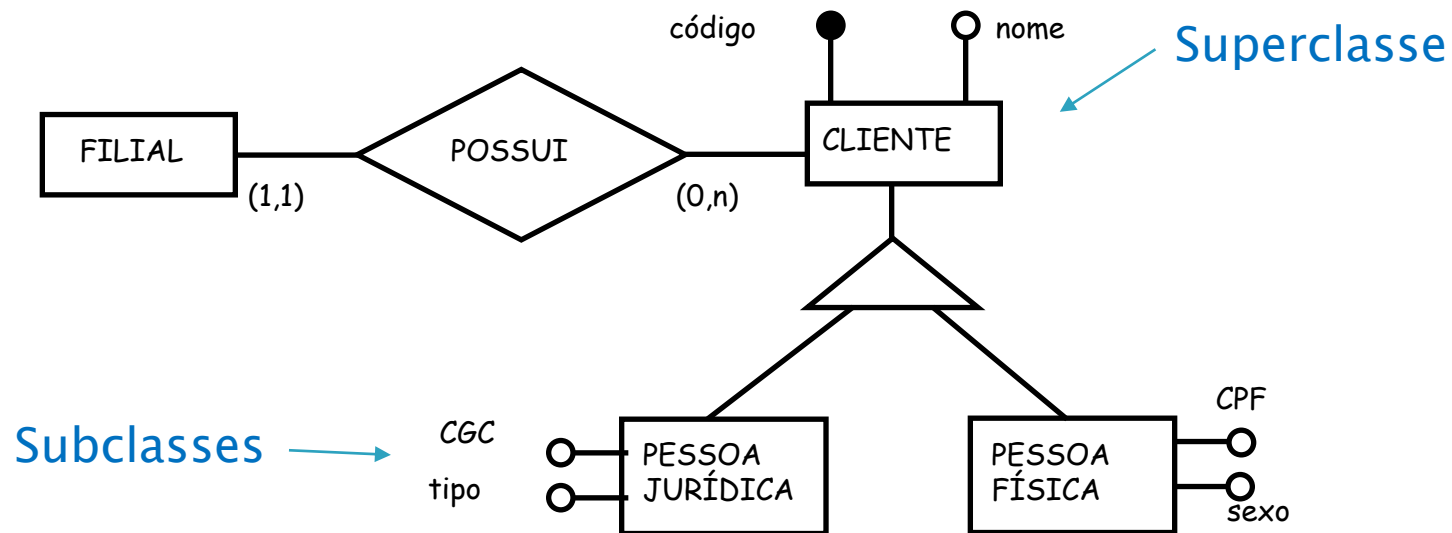 código
nome
Superclasse
FILIAL
POSSUI
CLIENTE
(1,1)
(0,n)
Subclasses
CGC
tipo
PESSOA
JURÍDICA
PESSOA
FÍSICA
CPF
sexo